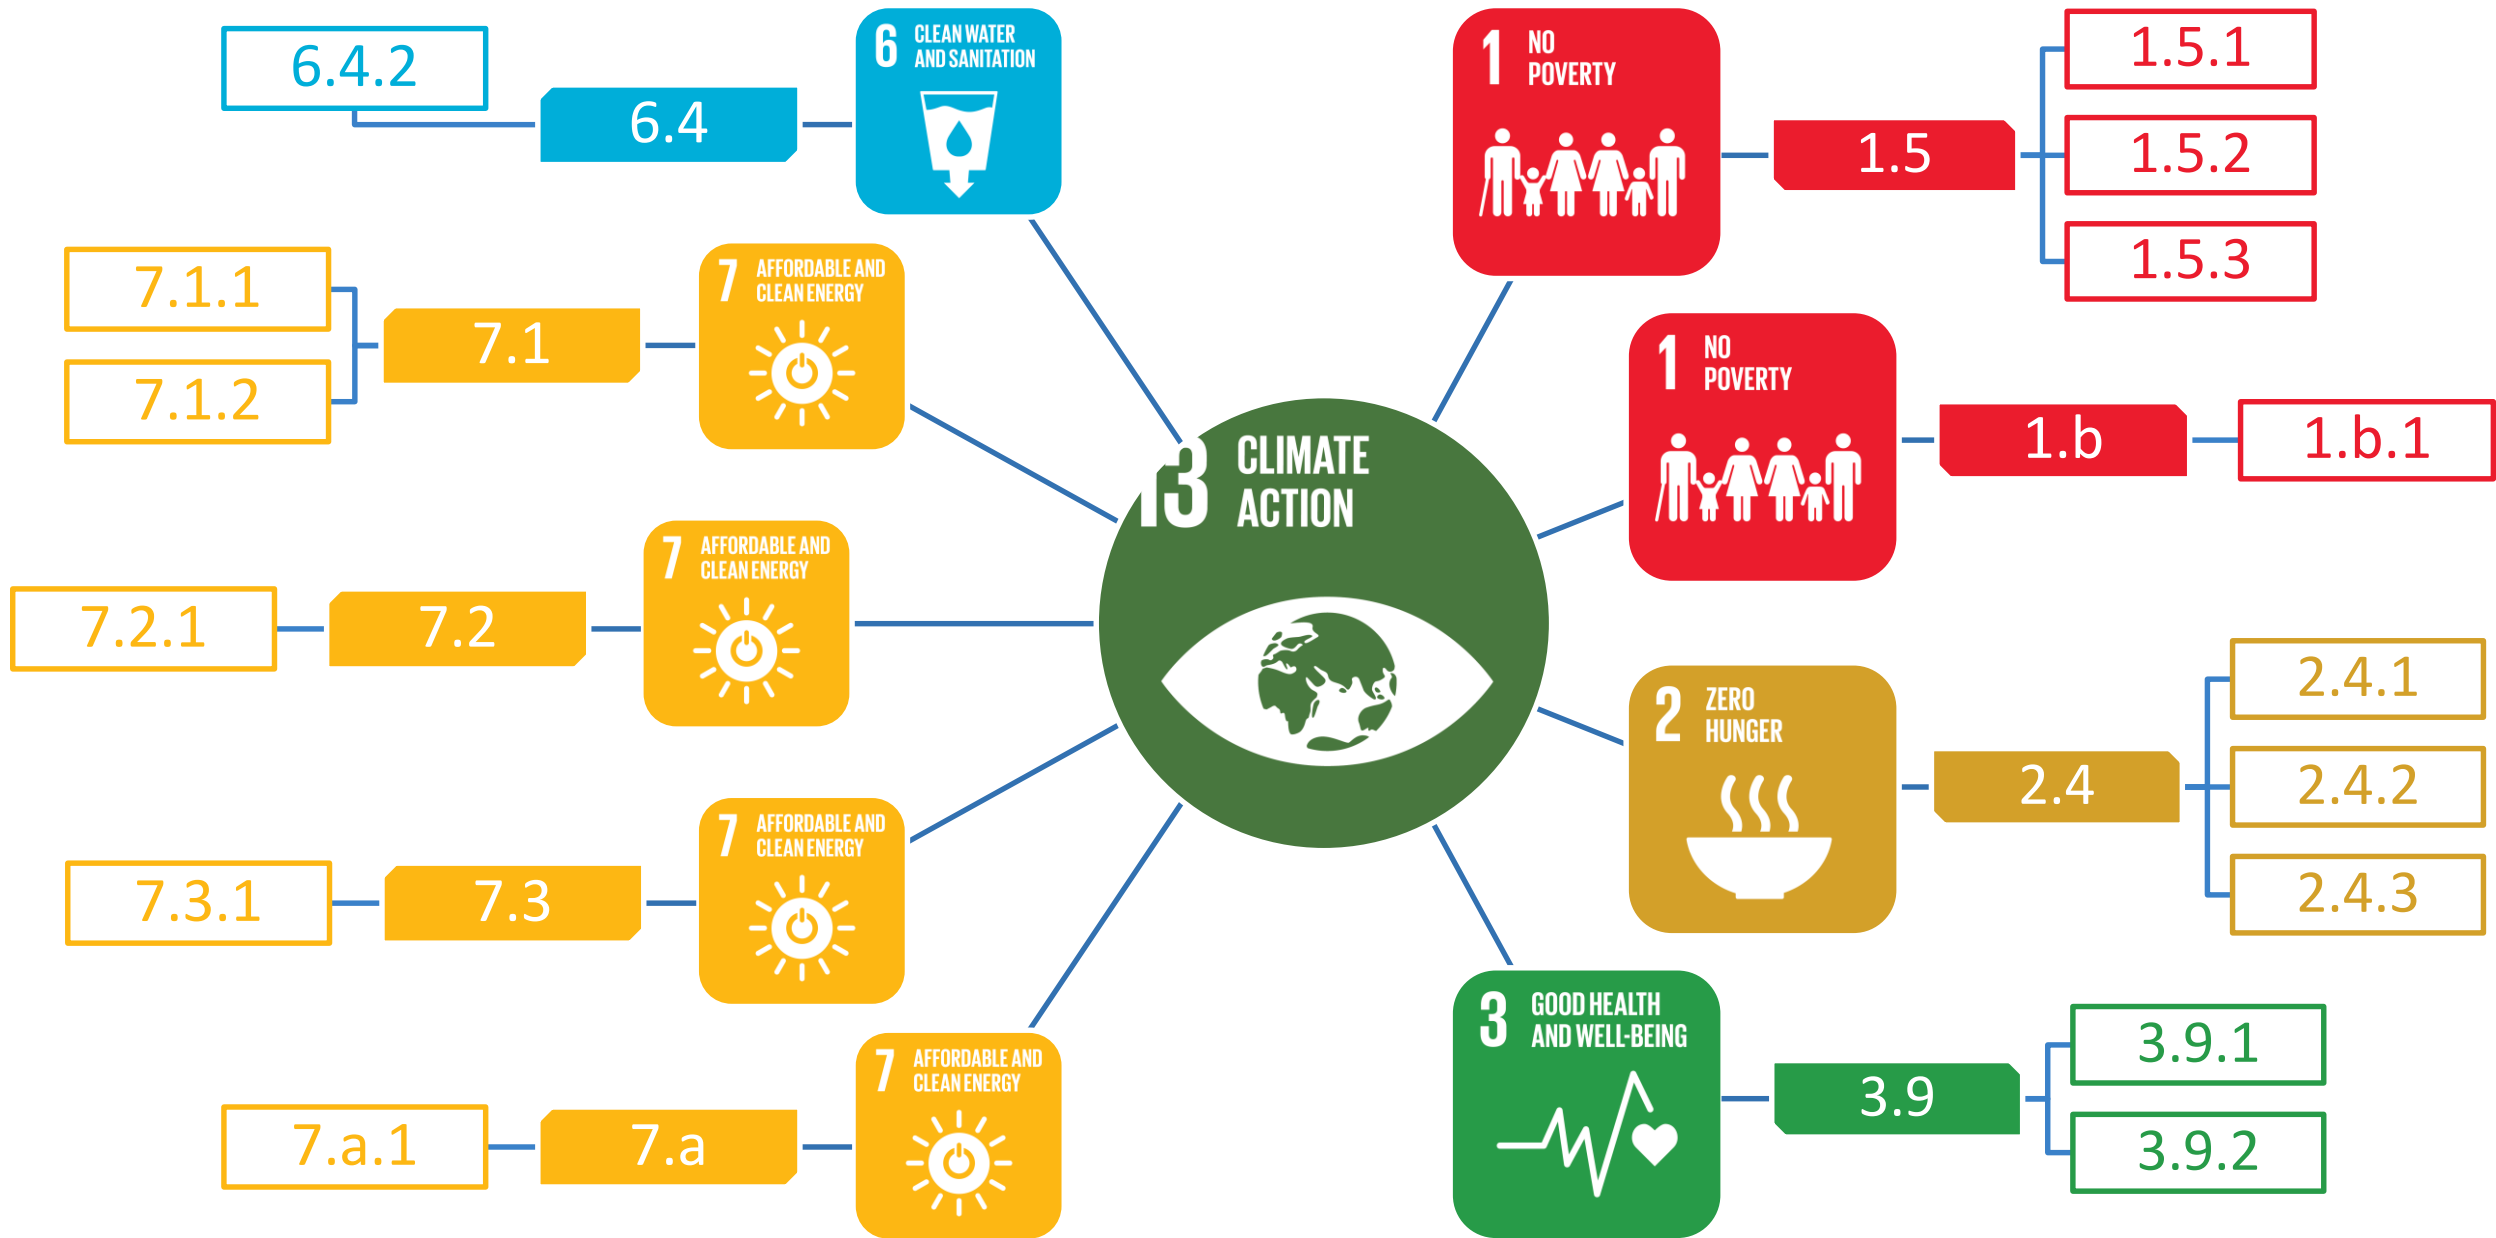 6.4.2
6.4
6 CLEAN WATER
AND SANITATION
7.1.1
7.1.2
7.1
7 AFFORDABLE AND
CLEAN ENERGY
7.2.1
7.2
7 AFFORDABLE AND
CLEAN ENERGY
7.3.1
7.3
7 AFFORDABLE AND
CLEAN ENERGY
7.a.1
7.a
7 AFFORDABLE AND
CLEAN ENERGY
13 CLIMATE
ACTION
1 NO
POVERTY
1.5
1.5.1
1.5.2
1.5.3
1 NO
POVERTY
1.b
1.b.1
2 ZERO
HUNGER
2.4
2.4.1
2.4.2
2.4.3
3 GOOD HEALTH
AND WELL-BEING
3.9
3.9.1
3.9.2